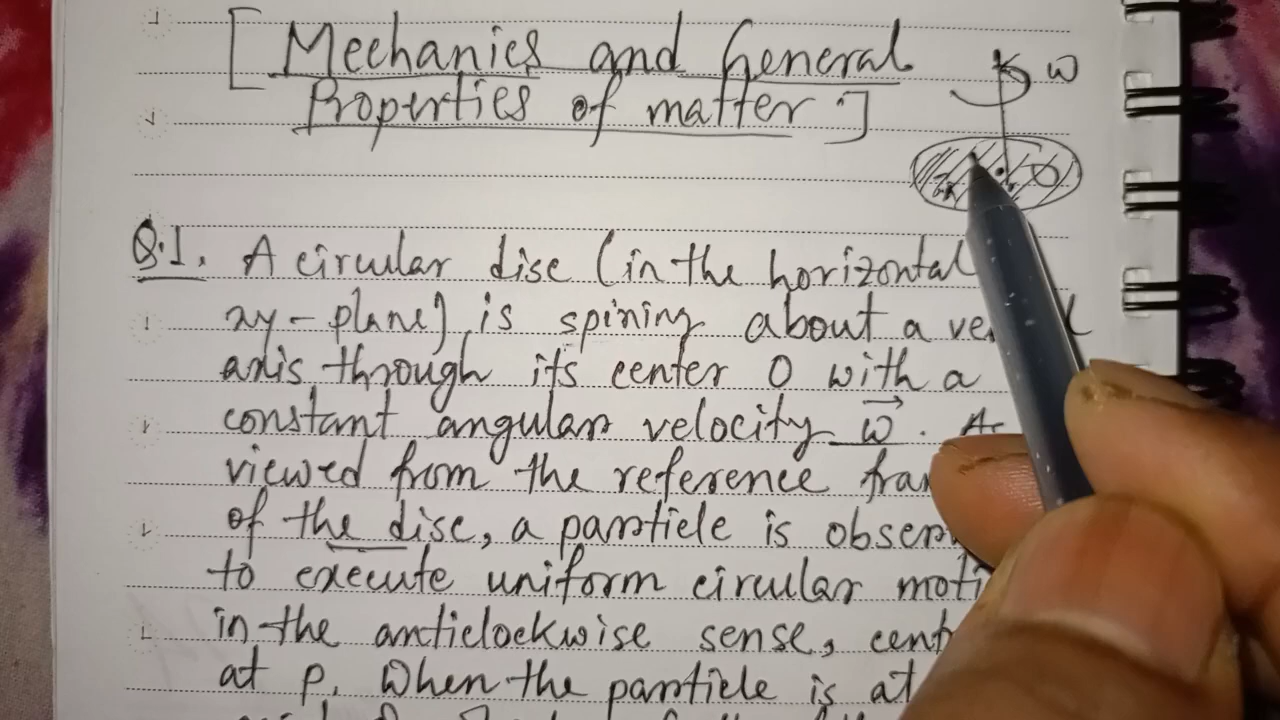 [Mechanics and General
Properties of matter.]
ω
Q.1. A circular disc (in the horizontal
xy-plane) is spining about a
axis through its center O with a
constant angular velocity ω⃗. As
viewed from the reference
of the disc, a particle is
to execute uniform circular
in the anticlockwise sense,
at p. When the particle is at